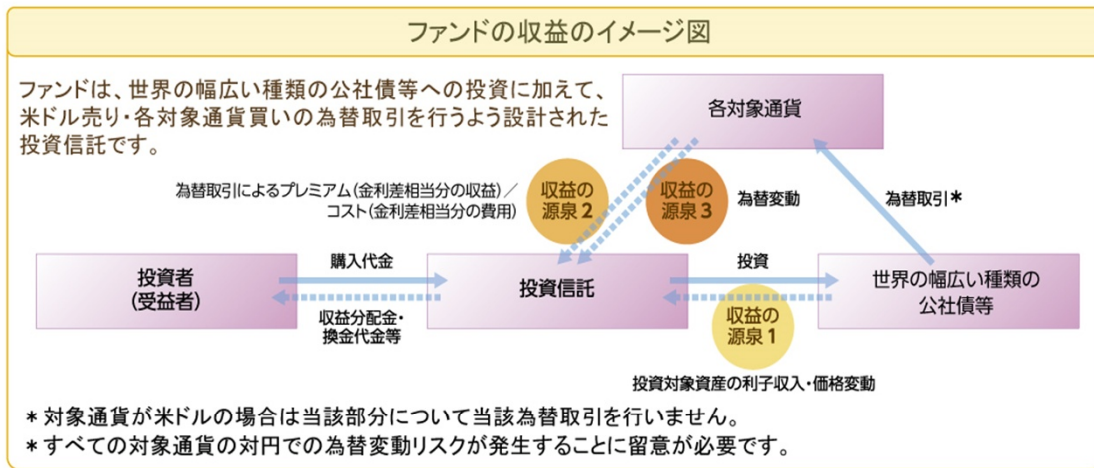 ファンドの収益のイメージ図
ファンドは、世界の幅広い種類の公社債等への投資に加えて、
米ドル売り・各対象通貨買いの為替取引を行うよう設計された
投資信託です。
各対象通貨
為替取引によるプレミアム(金利差相当分の収益)／
コスト(金利差相当分の費用)
収益の
源泉2
収益の
源泉3
為替変動
為替取引*
投資者
(受益者)
購入代金
収益分配金・
換金代金等
投資信託
投資
収益の
源泉1
世界の幅広い種類の
公社債等
投資対象資産の利子収入・価格変動
*対象通貨が米ドルの場合は当該部分について当該為替取引を行いません。
*すべての対象通貨の対円での為替変動リスクが発生することに留意が必要です。